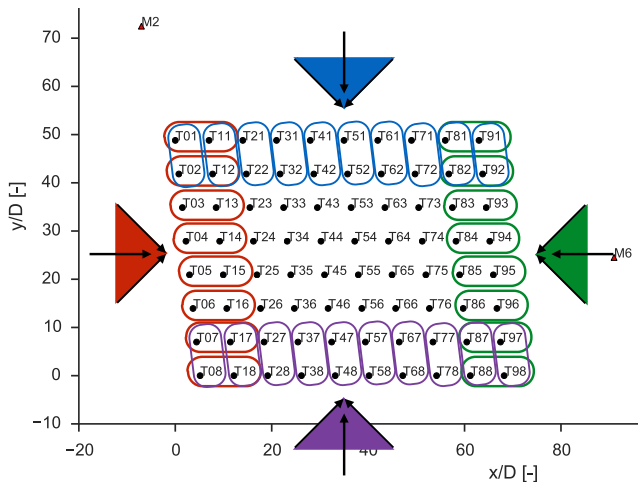 M2
70
60
50
40
30
20
10
0
−10
y/D [-]
T01 T11 T21 T31 T41 T51 T61 T71 T81 T91
T02 T12 T22 T32 T42 T52 T62 T72 T82 T92
T03 T13 T23 T33 T43 T53 T63 T73 T83 T93
T04 T14 T24 T34 T44 T54 T64 T74 T84 T94
M6
T05 T15 T25 T35 T45 T55 T65 T75 T85 T95
T06 T16 T26 T36 T46 T56 T66 T76 T86 T96
T07 T17 T27 T37 T47 T57 T67 T77 T87 T97
T08 T18 T28 T38 T48 T58 T68 T78 T88 T98
−20 0 20 40 60 80
x/D [-]